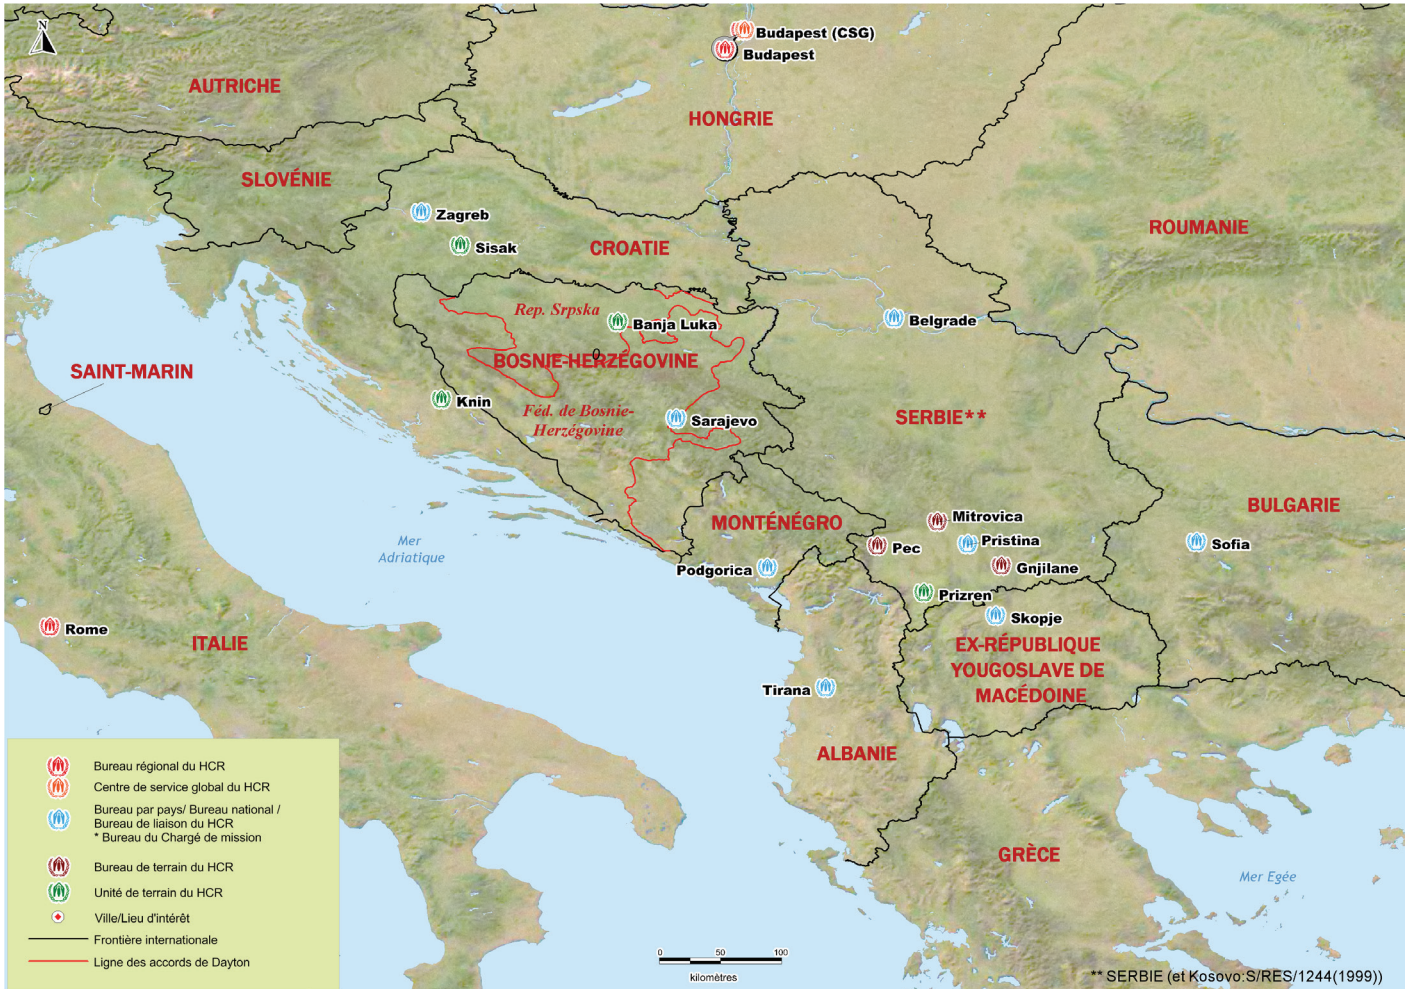 N
Budapest (CSG)
Budapest
AUTRICHE
HONGRIE
SLOVÉNIE
Zagreb
Sisak
CROATIE
ROUMANIE
Rep. Srpska
Banja Luka
Belgrade
BOSNIE-HERZÉGOVINE
0
SAINT-MARIN
Knin
Féd. de Bosnie-
Herzégovine
Sarajevo
SERBIE**
BULGARIE
Mitrovica
MONTÉNÉGRO
Pec
Pristina
Sofia
Mer
Adriatique
Podgorica
Gnjilane
Prizren
Skopje
Rome
ITALIE
EX-RÉPUBLIQUE
YOUGOSLAVE DE
MACÉDOINE
Tirana
ALBANIE
GRÈCE
Mer Egée
Bureau régional du HCR
Centre de service global du HCR
Bureau par pays/ Bureau national /
Bureau de liaison du HCR
* Bureau du Chargé de mission
Bureau de terrain du HCR
Unité de terrain du HCR
Ville/Lieu d'intérêt
Frontière internationale
Ligne des accords de Dayton
0 50 100
kilomètres
** SERBIE (et Kosovo:S/RES/1244(1999))